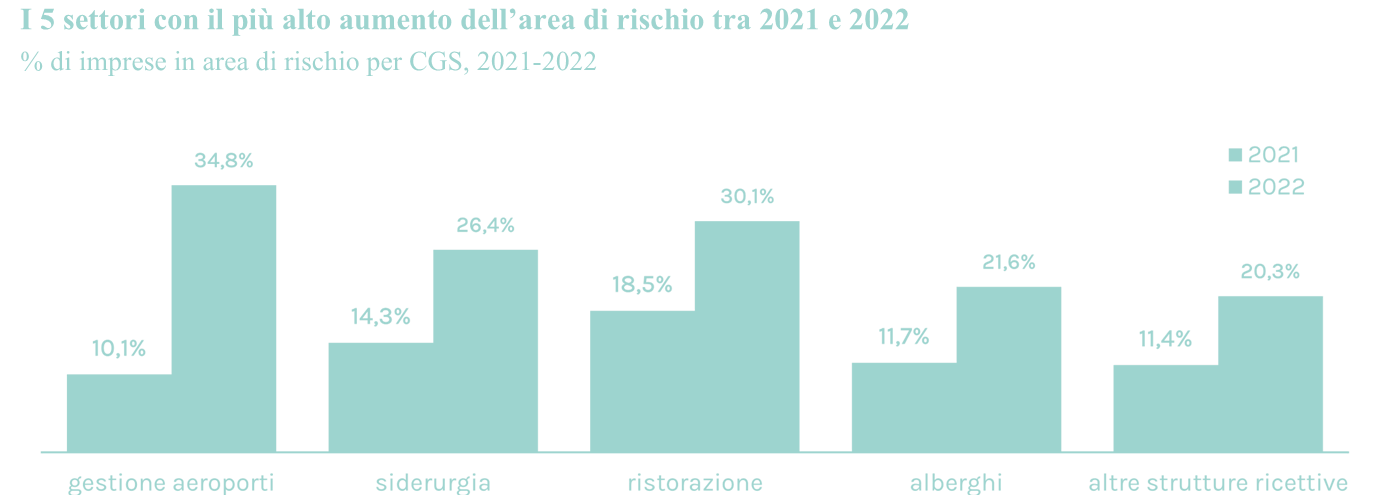 I 5 settori con il più alto aumento dell’area di rischio tra 2021 e 2022
% di imprese in area di rischio per CGS, 2021-2022
2021
2022
34,8%
30,1%
26,4%
21,6%
20,3%
18,5%
14,3%
11,7%
11,4%
10,1%
gestione aeroporti
siderurgia
ristorazione
alberghi
altre strutture ricettive